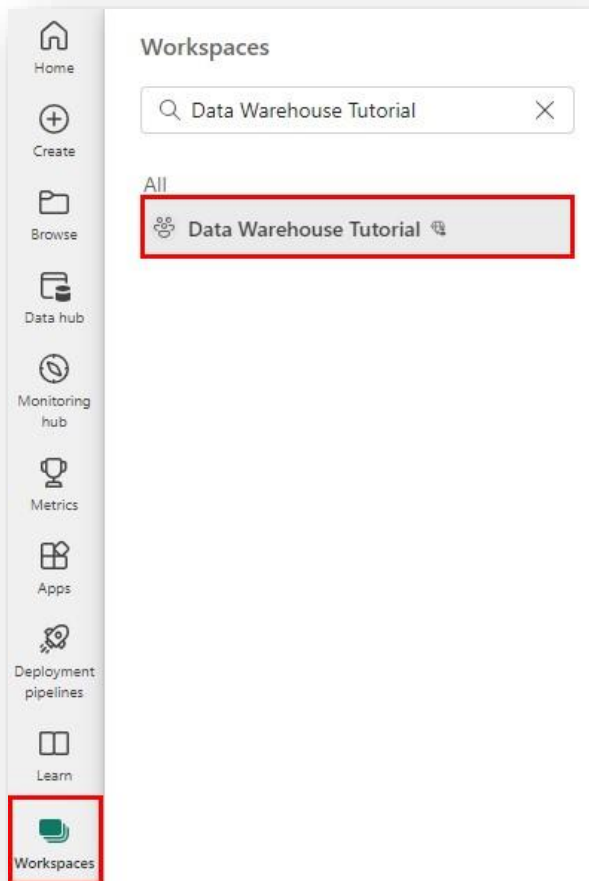 Home
Create
Browse
Data hub
Monitoring
hub
Metrics
Apps
Deployment
pipelines
Learn
Workspaces
Workspaces
Data Warehouse Tutorial
All
Data Warehouse Tutorial